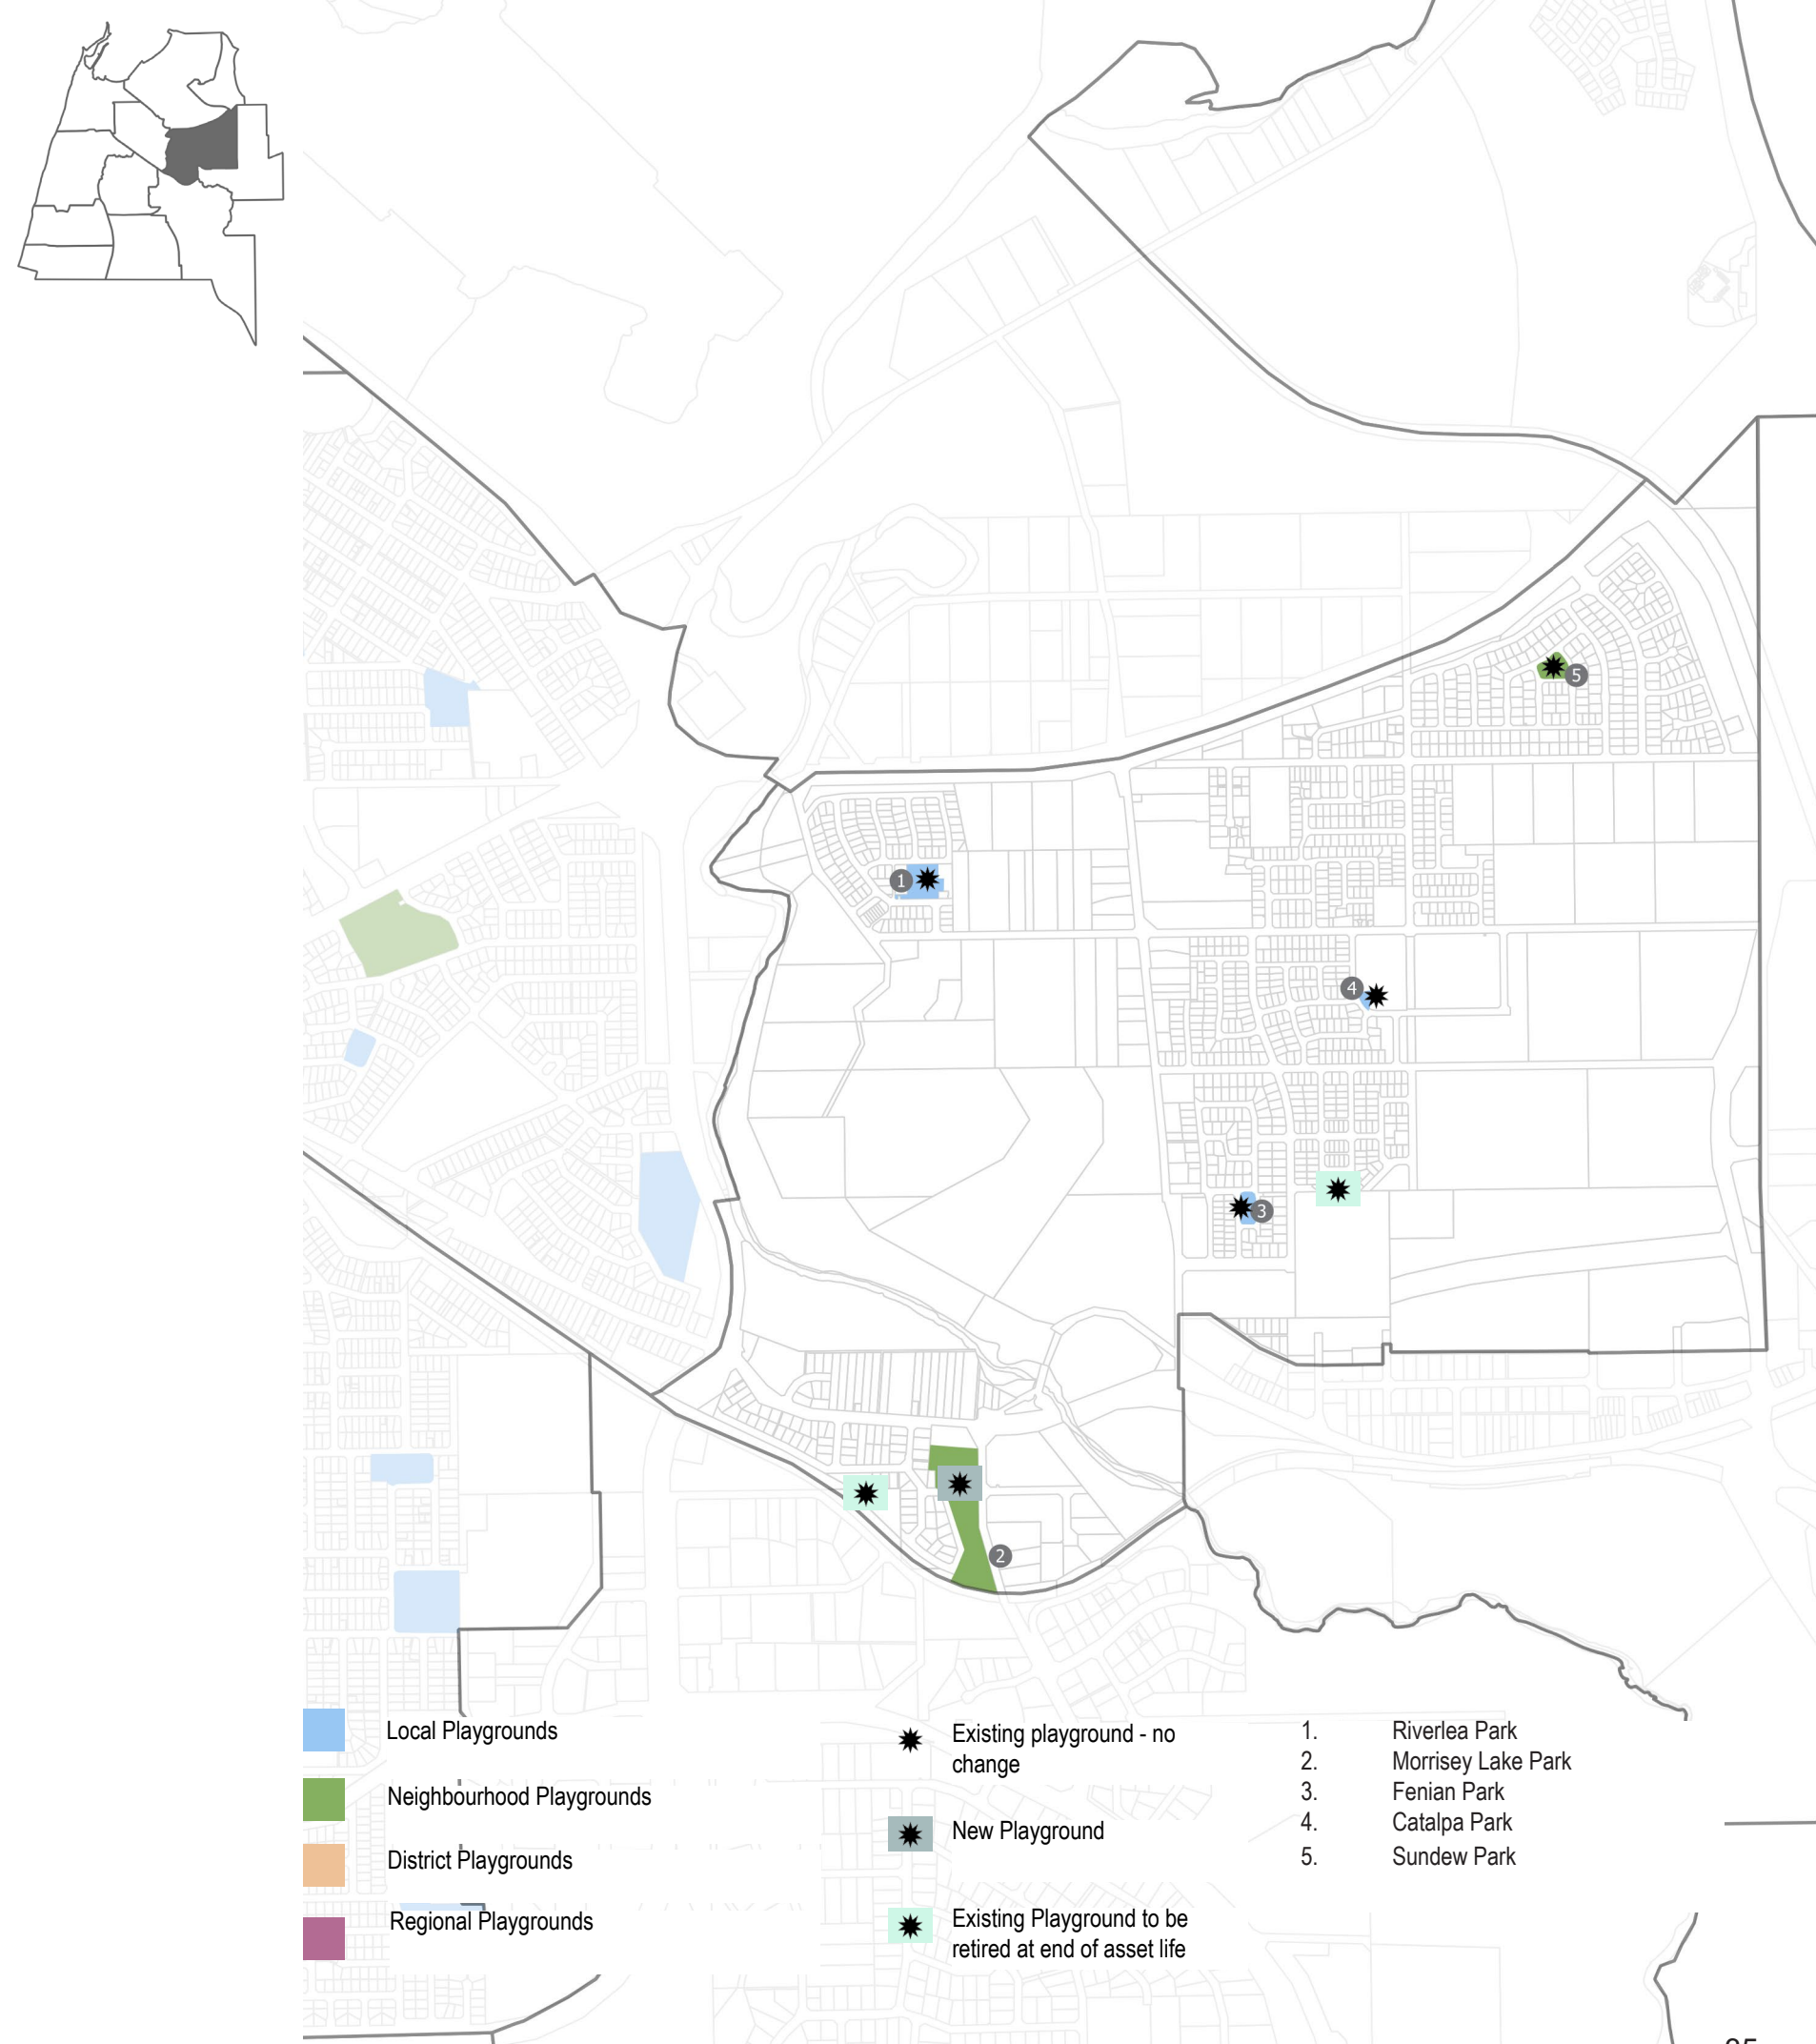 5
1
4
3
2
Local Playgrounds
Neighbourhood Playgrounds
District Playgrounds
Regional Playgrounds
Existing playground - no
change
New Playground
Existing Playground to be
retired at end of asset life
1. Riverlea Park
2. Morrisey Lake Park
3. Fenian Park
4. Catalpa Park
5. Sundew Park